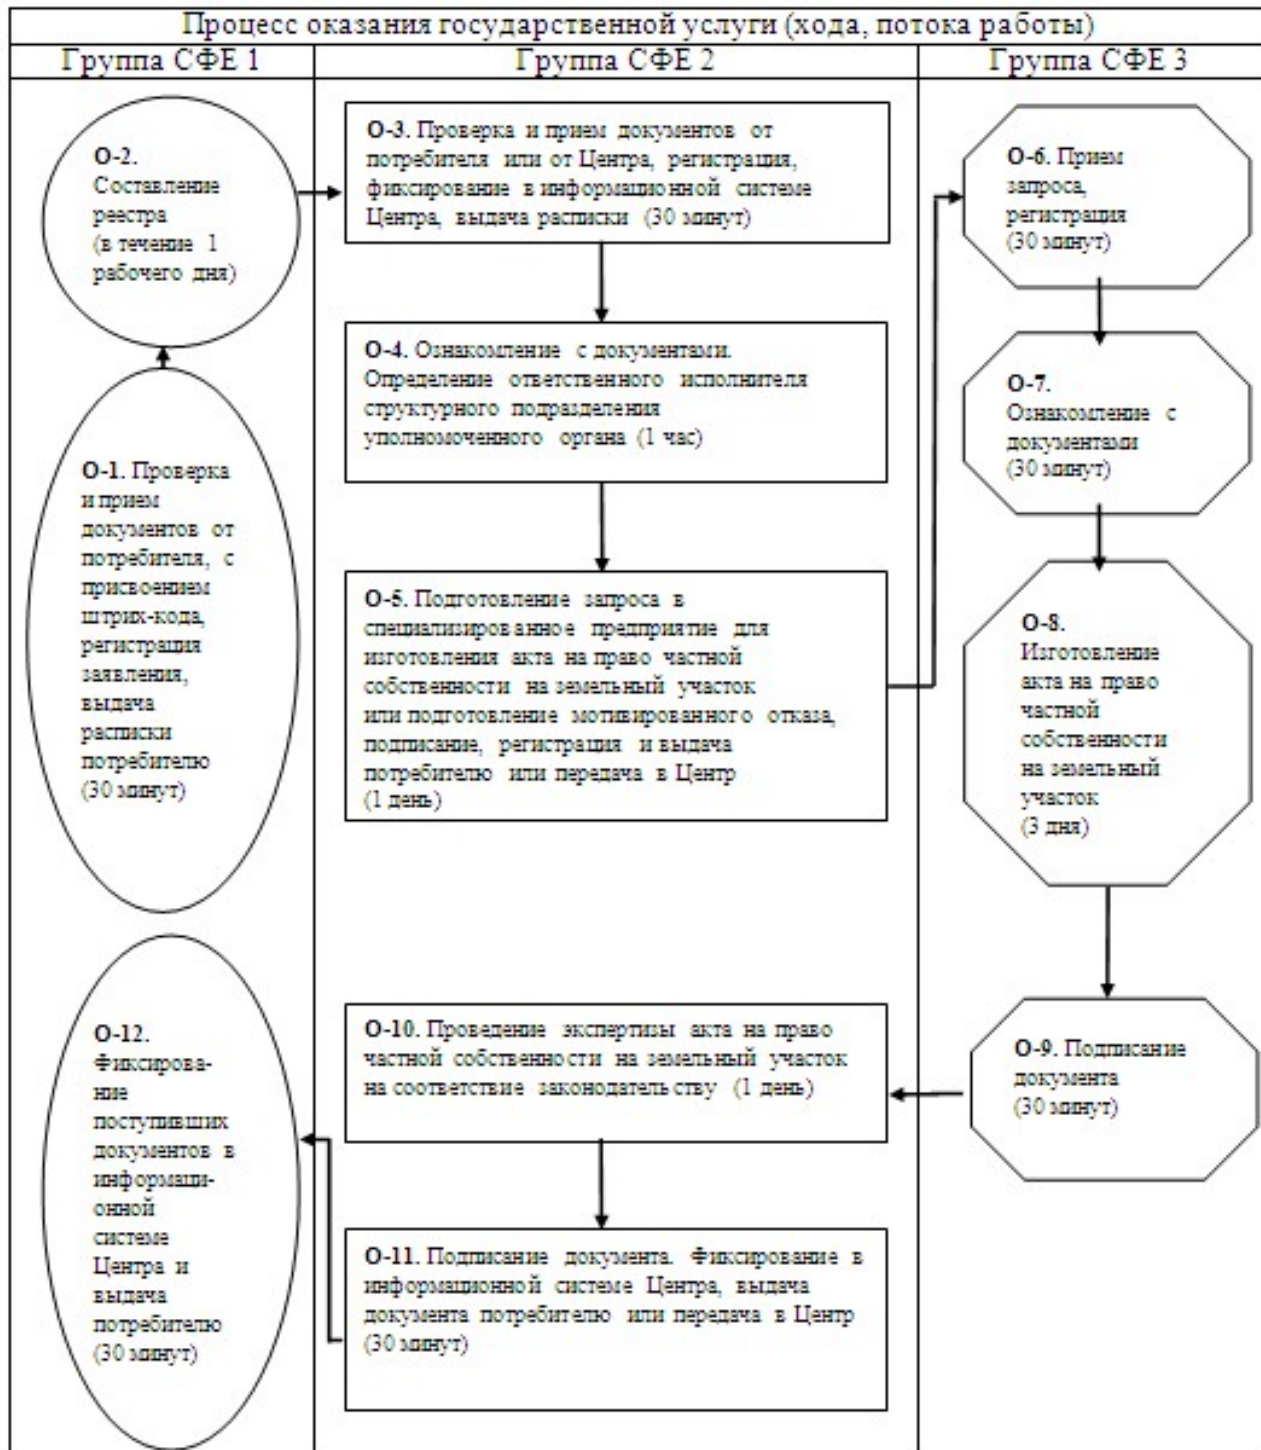 Процесс оказания государственной услуги (хода, потока работы)
Группа СФЕ 1
Группа СФЕ 2
Группа СФЕ 3
О-2.
Составление
реестра
(в течение 1
рабочего дня)
О-1. Проверка
и прием
документов от
потребителя, с
присвоением
штрих-кода,
регистрация
заявления,
выдача
расписки
потребителю
(30 минут)
О-12.
Фиксирова-
ние
поступивших
документов в
информаци-
онной
системе
Центра и
выдача
потребителю
(30 минут)
О-3. Проверка и прием документов от
потребителя или от Центра, регистрация,
фиксирование в информационной системе
Центра, выдача расписки (30 минут)
О-4. Ознакомление с документами.
Определение ответственного исполнителя
структурного подразделения
уполномоченного органа (1 час)
О-5. Подготовление запроса в
специализированное предприятие для
изготовления акта на право частной
собственности на земельный участок
или подготовление мотивированного отказа,
подписание, регистрация и выдача
потребителю или передача в Центр
(1 день)
О-10. Проведение экспертизы акта на право
частной собственности на земельный участок
на соответствие законодательству (1 день)
О-11. Подписание документа. Фиксирование в
информационной системе Центра, выдача
документа потребителю или передача в Центр
(30 минут)
О-6. Прием
запроса,
регистрация
(30 минут)
О-7.
Ознакомление с
документами
(30 минут)
О-8.
Изготовление
акта на право
частной
собственности
на земельный
участок
(3 дня)
О-9. Подписание
документа
(30 минут)